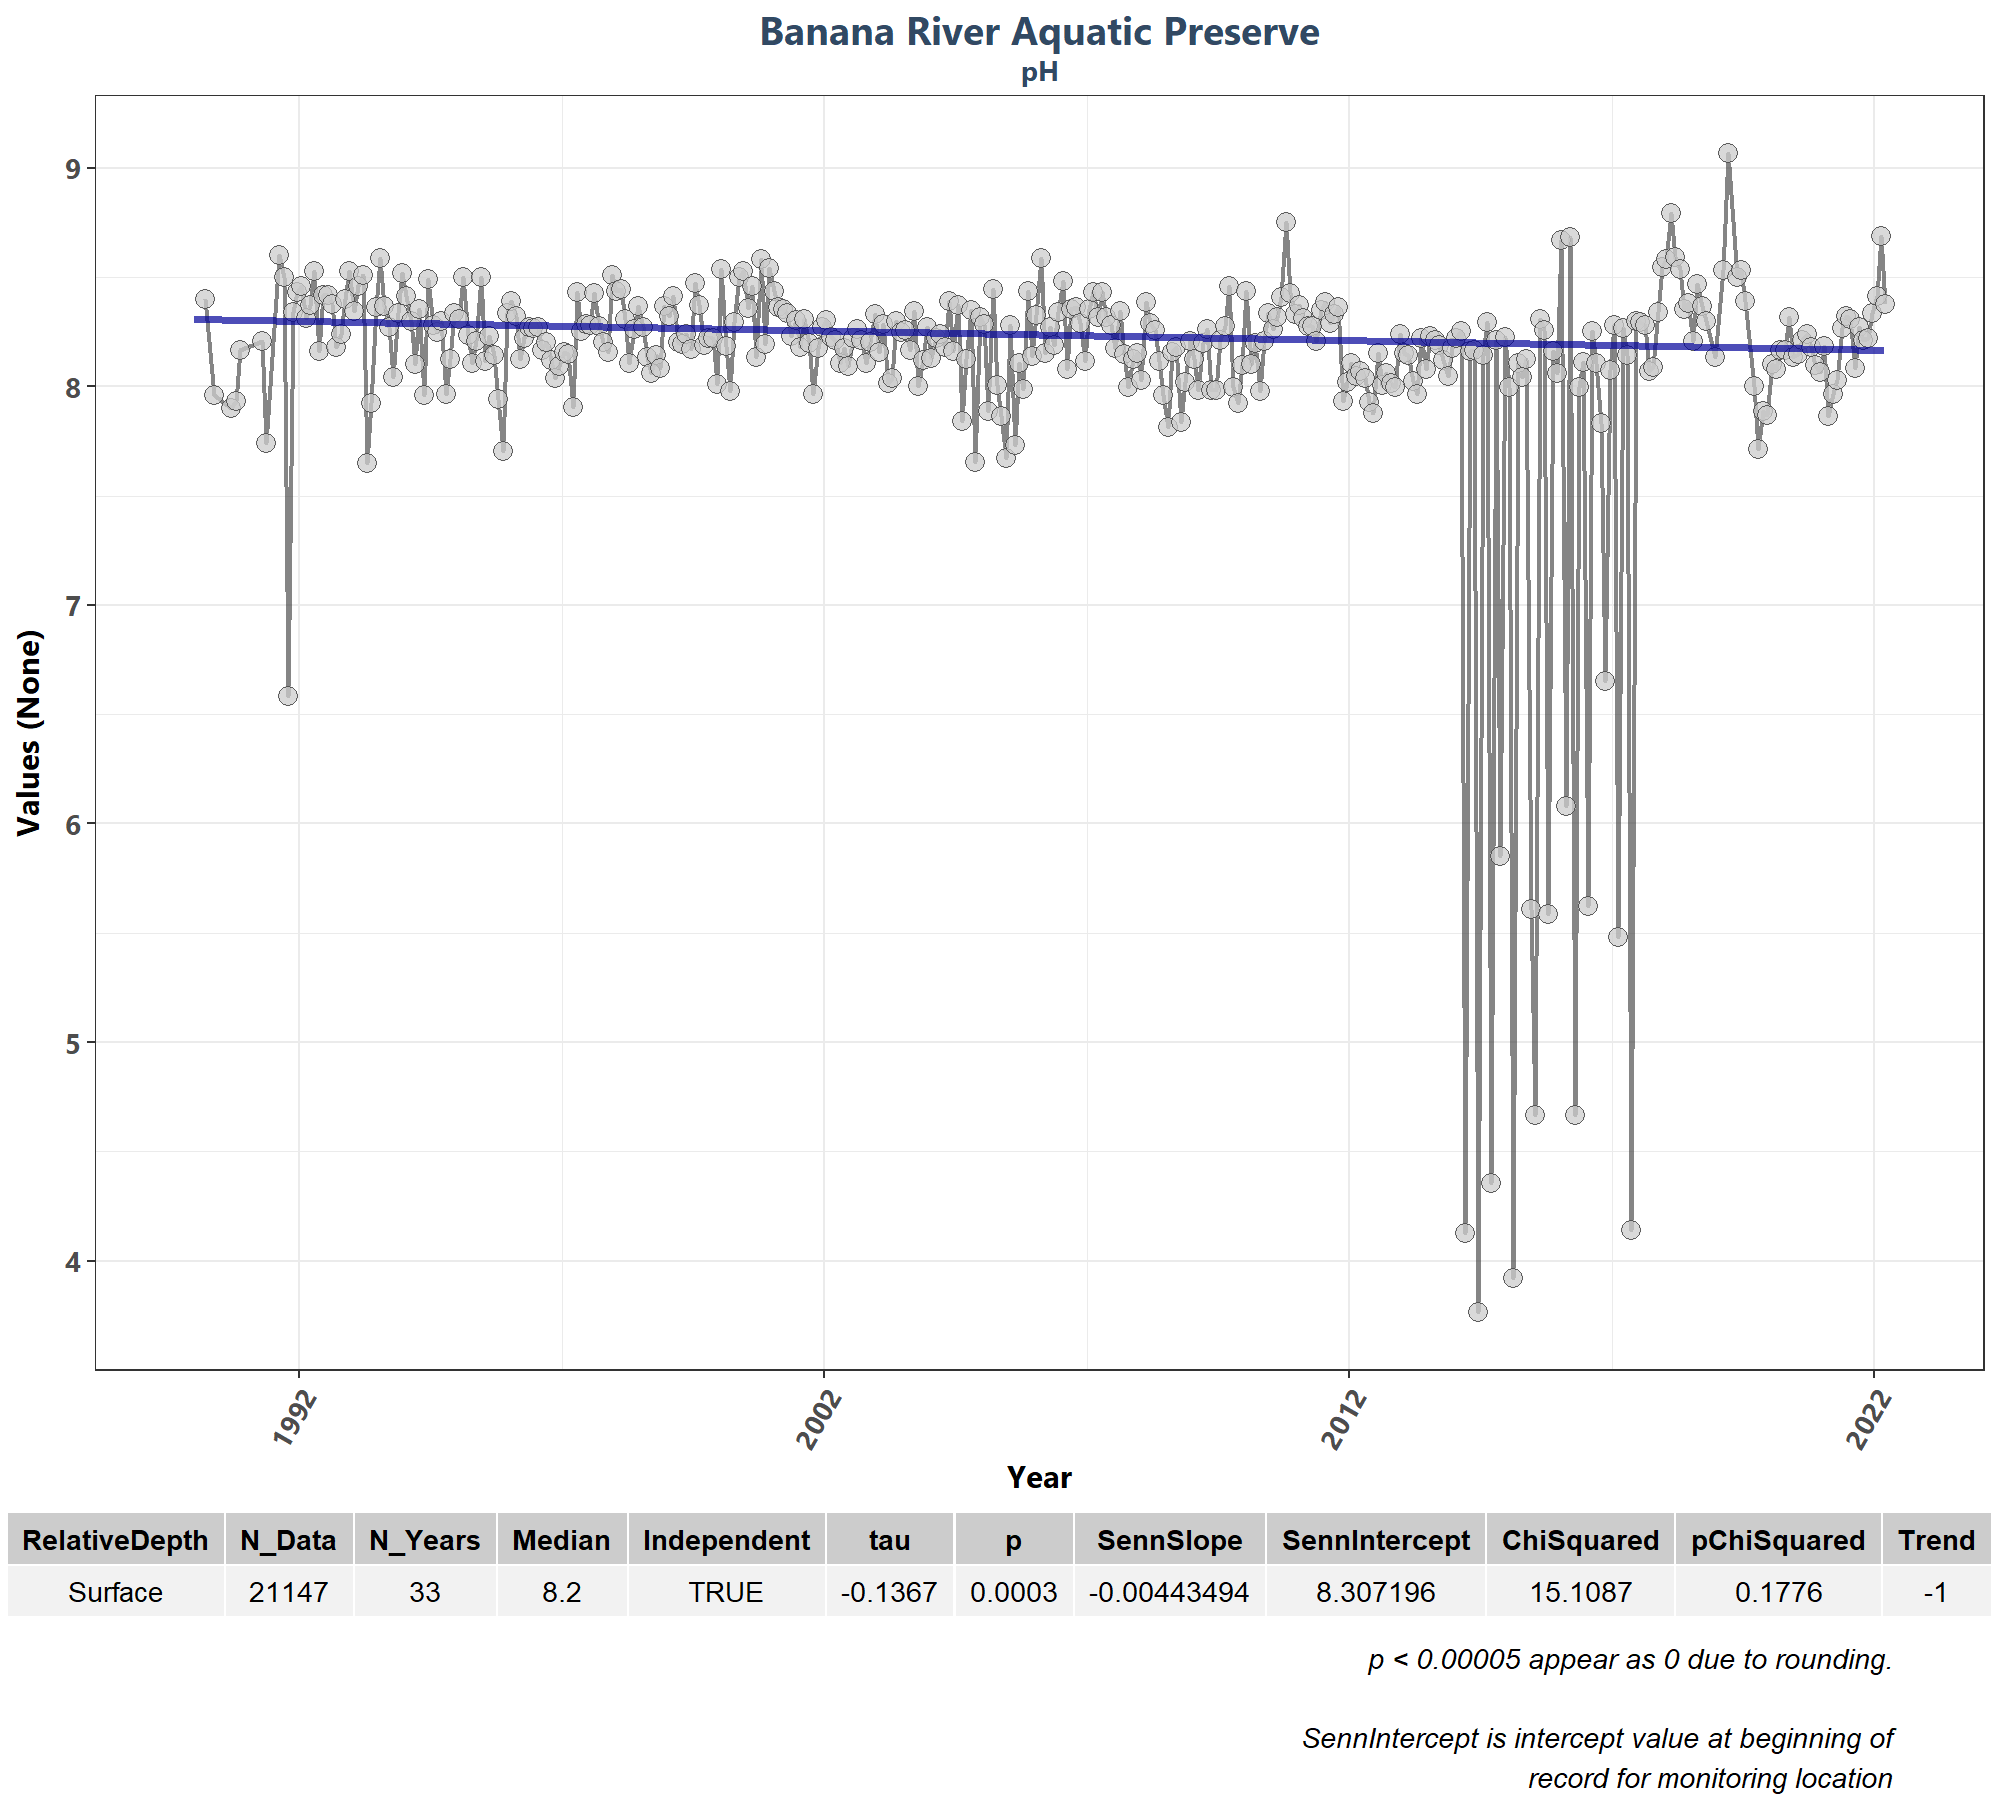 Banana River Aquatic Preserve
pH
9
8
7
6
5
4
Values (None)
1992
2002
2012
2022
Year
RelativeDepth N_Data N_Years Median Independent tau p SennSlope SennIntercept ChiSquared pChiSquared Trend
Surface 21147 33 8.2 TRUE -0.1367 0.0003 -0.00443494 8.307196 15.1087 0.1776 -1
p < 0.00005 appear as 0 due to rounding.
SennIntercept is intercept value at beginning of
record for monitoring location